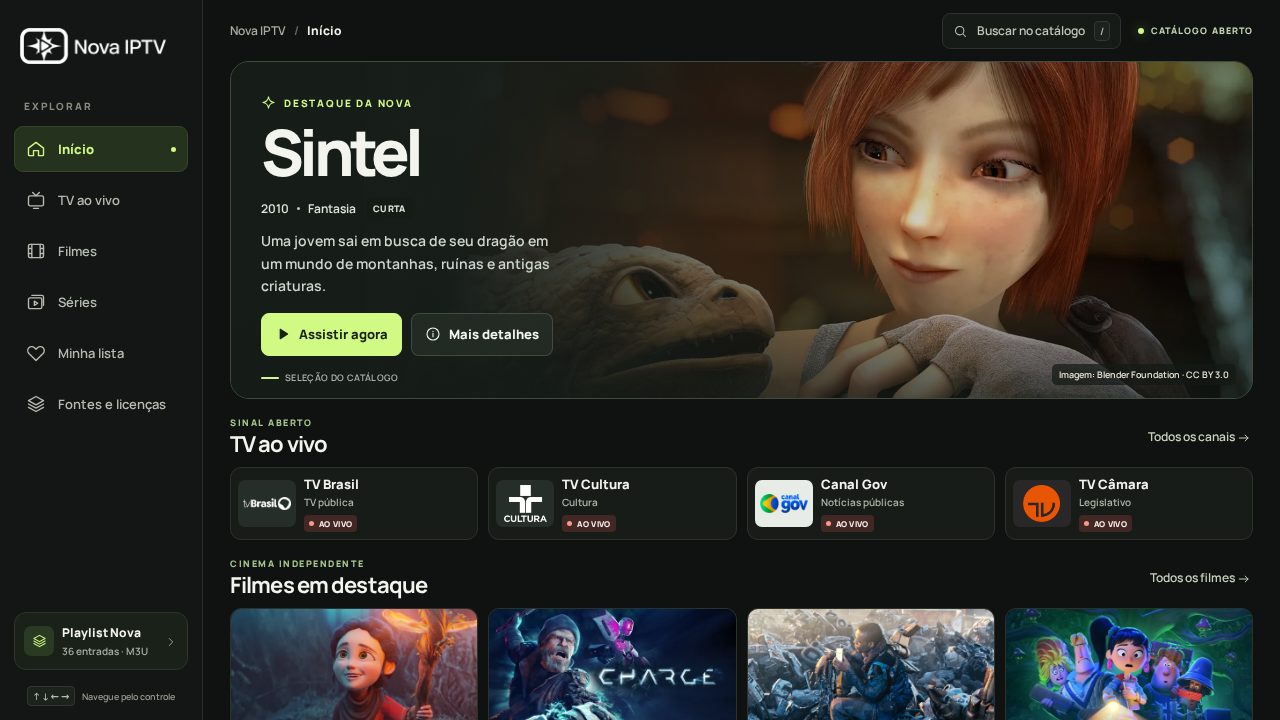 Nova IPTV
EXPLORAR
Início
TV ao vivo
Filmes
Séries
Minha lista
Fontes e licenças
Playlist Nova
36 entradas · M3U
↑↓←→ Navegue pelo controle
Nova IPTV / Início
Buscar no catálogo /
CATÁLOGO ABERTO
DESTAQUE DA NOVA
Sintel
2010 • Fantasia CURTA
Uma jovem sai em busca de seu dragão em
um mundo de montanhas, ruínas e antigas
criaturas.
Assistir agora
Mais detalhes
SELEÇÃO DO CATÁLOGO
Imagem: Blender Foundation · CC BY 3.0
SINAL ABERTO
TV ao vivo
Todos os canais →
tvBrasil
TV Brasil
TV pública
AO VIVO
CULTURA
TV Cultura
Cultura
AO VIVO
canal
gov
Canal Gov
Notícias públicas
AO VIVO
TV Câmara
Legislativo
AO VIVO
CINEMA INDEPENDENTE
Filmes em destaque
Todos os filmes →
CHARGE